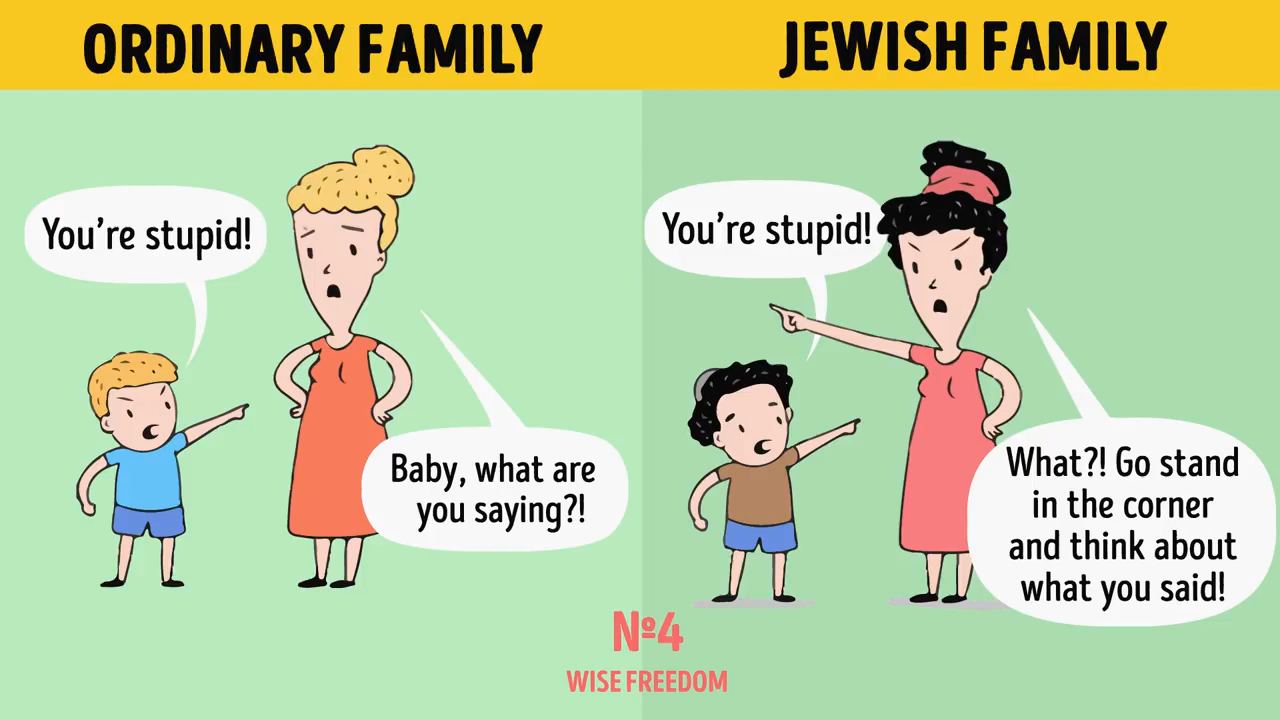 ORDINARY FAMILY
JEWISH FAMILY
You're stupid!
Baby, what are
you saying?!
You're stupid!
What?! Go stand
in the corner
and think about
what you said!
№4
WISE FREEDOM